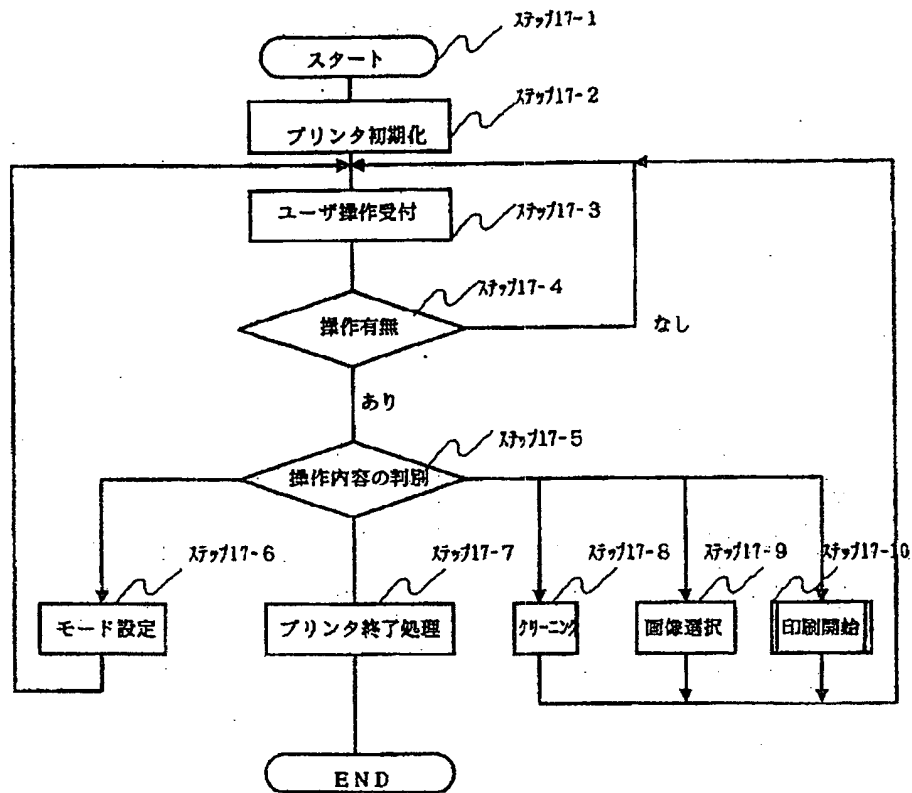 ステップ17-1
スタート
ステップ17-2
プリンタ初期化
ユーザ操作受付
ステップ17-3
ステップ17-4
操作有無
なし
あり
ステップ17-5
操作内容の判別
ステップ17-6
ステップ17-7
ステップ17-8
ステップ17-9
ステップ17-10
モード設定
プリンタ終了処理
クリーニング
画像選択
印刷開始
END